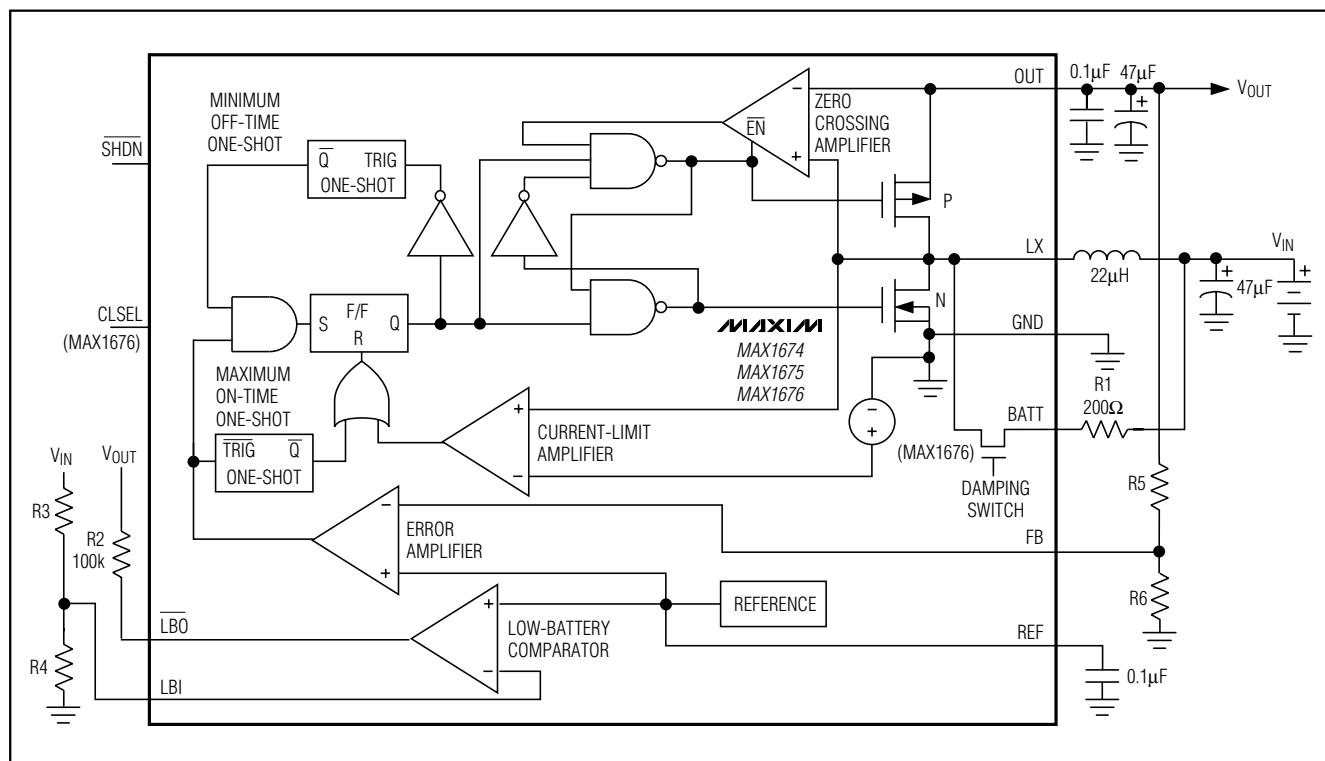 MINIMUM
OFF-TIME
ONE-SHOT
SHDN
Q TRIG
ONE-SHOT
EN
−
ZERO
CROSSING
AMPLIFIER
+
OUT
0.1µF
47µF
+
VOUT
P
LX
22µH
VIN
+
47µF
+
CLSEL
(MAX1676)
S F/F Q
R
N
GND
MAXIM
MAX1674
MAX1675
MAX1676
MAXIMUM
ON-TIME
ONE-SHOT
TRIG Q
ONE-SHOT
+
−
CURRENT-LIMIT
AMPLIFIER
−
+
(MAX1676)
BATT
R1
200Ω
DAMPING
SWITCH
R5
VIN
VOUT
R3
R2
100k
−
+
ERROR
AMPLIFIER
FB
R6
REFERENCE
LBO
+
−
LOW-BATTERY
COMPARATOR
REF
0.1µF
R4
LBI